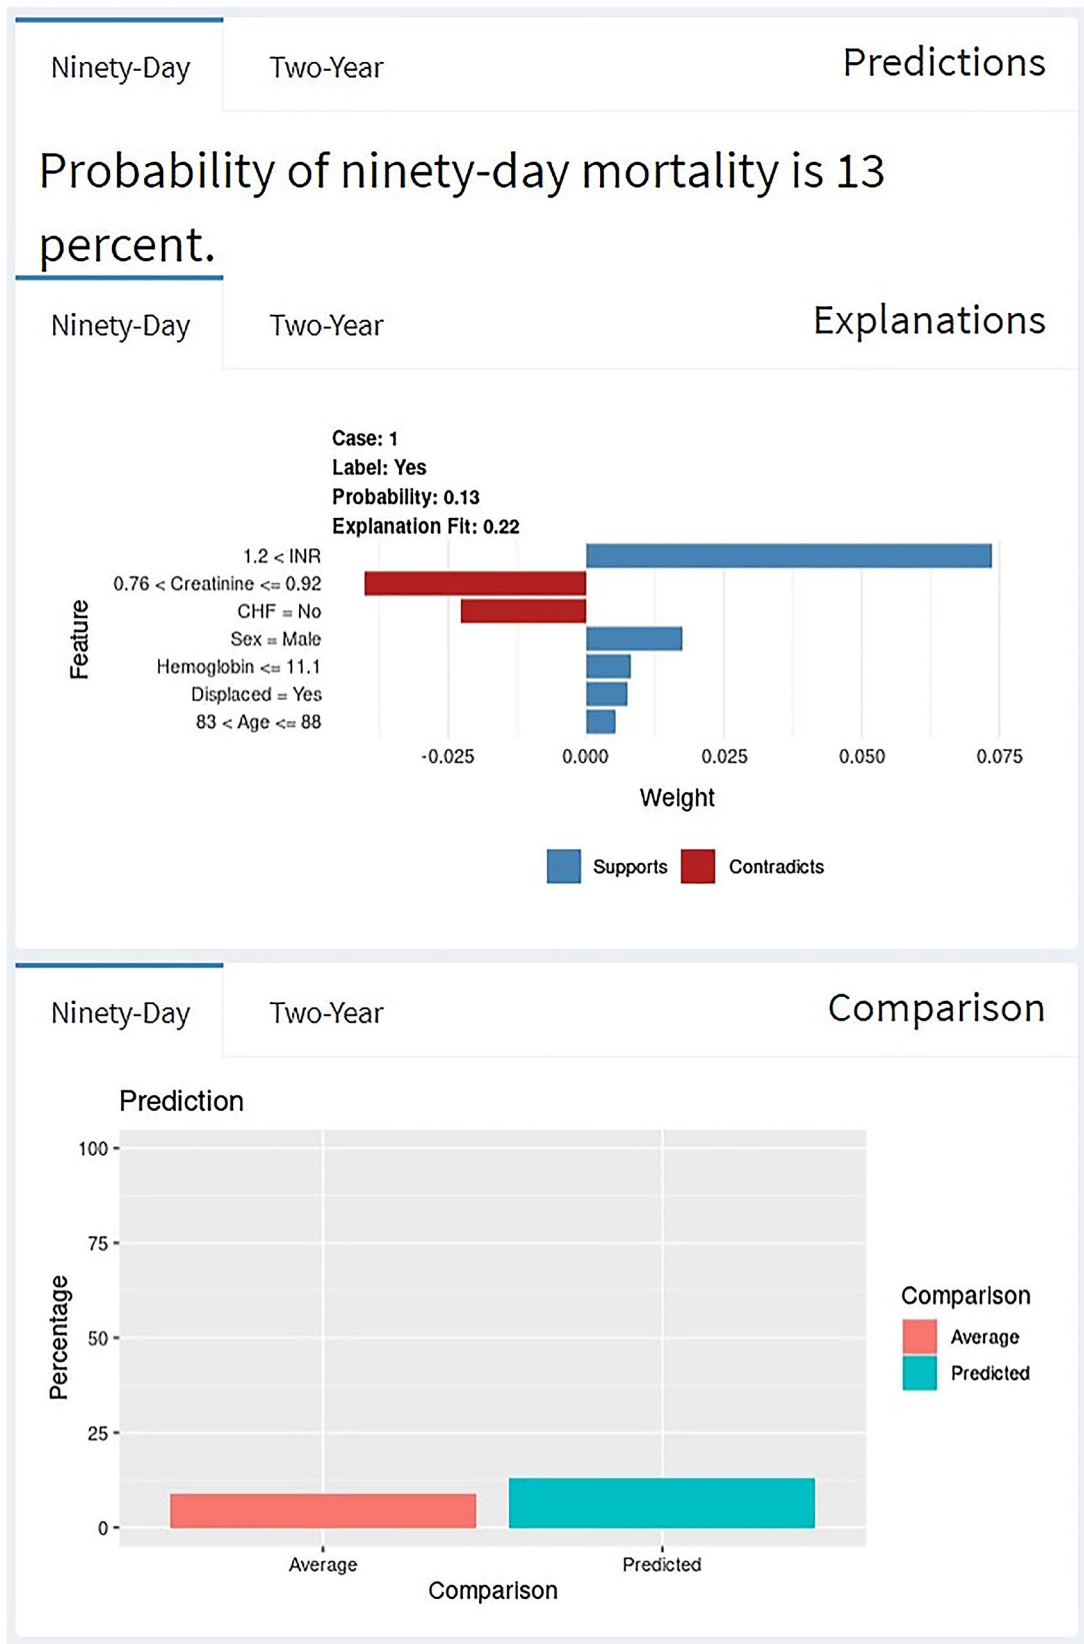 Ninety-Day Two-Year Predictions
Probability of ninety-day mortality is 13
percent.
Ninety-Day Two-Year Explanations
Case: 1
Label: Yes
Probability: 0.13
Explanation Fit: 0.22
1.2 < INR
0.76 < Creatinine <= 0.92
CHF = No
Sex = Male
Hemoglobin <= 11.1
Displaced = Yes
83 < Age <= 88
Feature
-0.025 0.000 0.025 0.050 0.075
Weight
Supports Contradicts
Ninety-Day Two-Year Comparison
Prediction
100
75
50
25
0
Percentage
Average Predicted
Comparison
Comparison
Average
Predicted